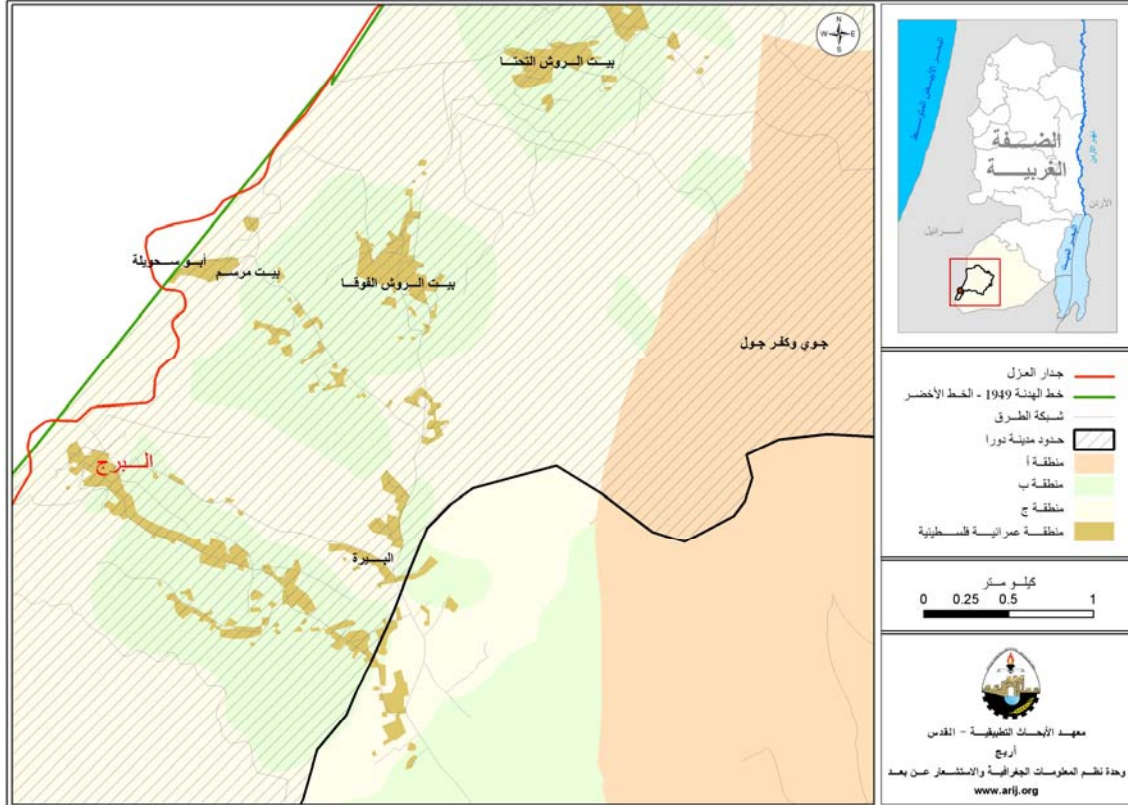 بيت الروش التحتا
أبو سحويلة
بيت مرسم
بيت الروش الفوقا
جوي وكفر جول
البرج
البيرة
N
W E
S
البحر الأبيض المتوسط
الضفة
الغربية
نهر الأردن
الأردن
اسرائيل
البحر الميت
جدار العزل
خط الهدنة 1949 - الخط الأخضر
شبكة الطرق
حدود مدينة دورا
منطقة أ
منطقة ب
منطقة ج
منطقة عمرانية فلسطينية
كيلو متر
0 0.25 0.5 1
معهد الأبحاث التطبيقية - القدس
أريج
وحدة نظم المعلومات الجغرافية والاستشعار عن بعد
www.arij.org